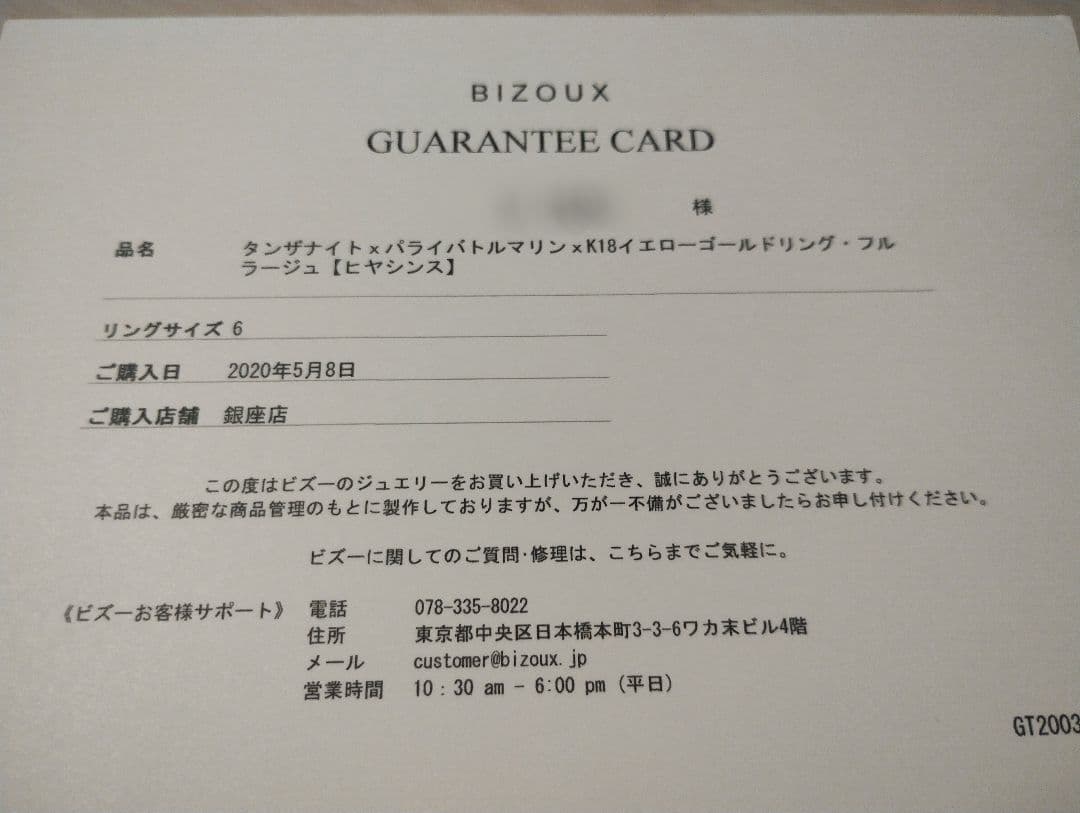 BIZOUX
GUARANTEE CARD
様
品名 タンザナイト×パライバトルマリン×K18イエローゴールドリング・フル
ラージュ【ヒヤシンス】
リングサイズ 6
ご購入日 2020年5月8日
ご購入店舗 銀座店
この度はビズーのジュエリーをお買い上げいただき、誠にありがとうございます。
本品は、厳密な商品管理のもとに製作しておりますが、万が一不備がございましたらお申し付けください。
ビズーに関してのご質問・修理は、こちらまでご気軽に。
《ビズーお客様サポート》 電話 078-335-8022
住所 東京都中央区日本橋本町3-3-6ワカ末ビル4階
メール customer@bizoux.jp
営業時間 10：30 am - 6:00 pm (平日)
GT2003